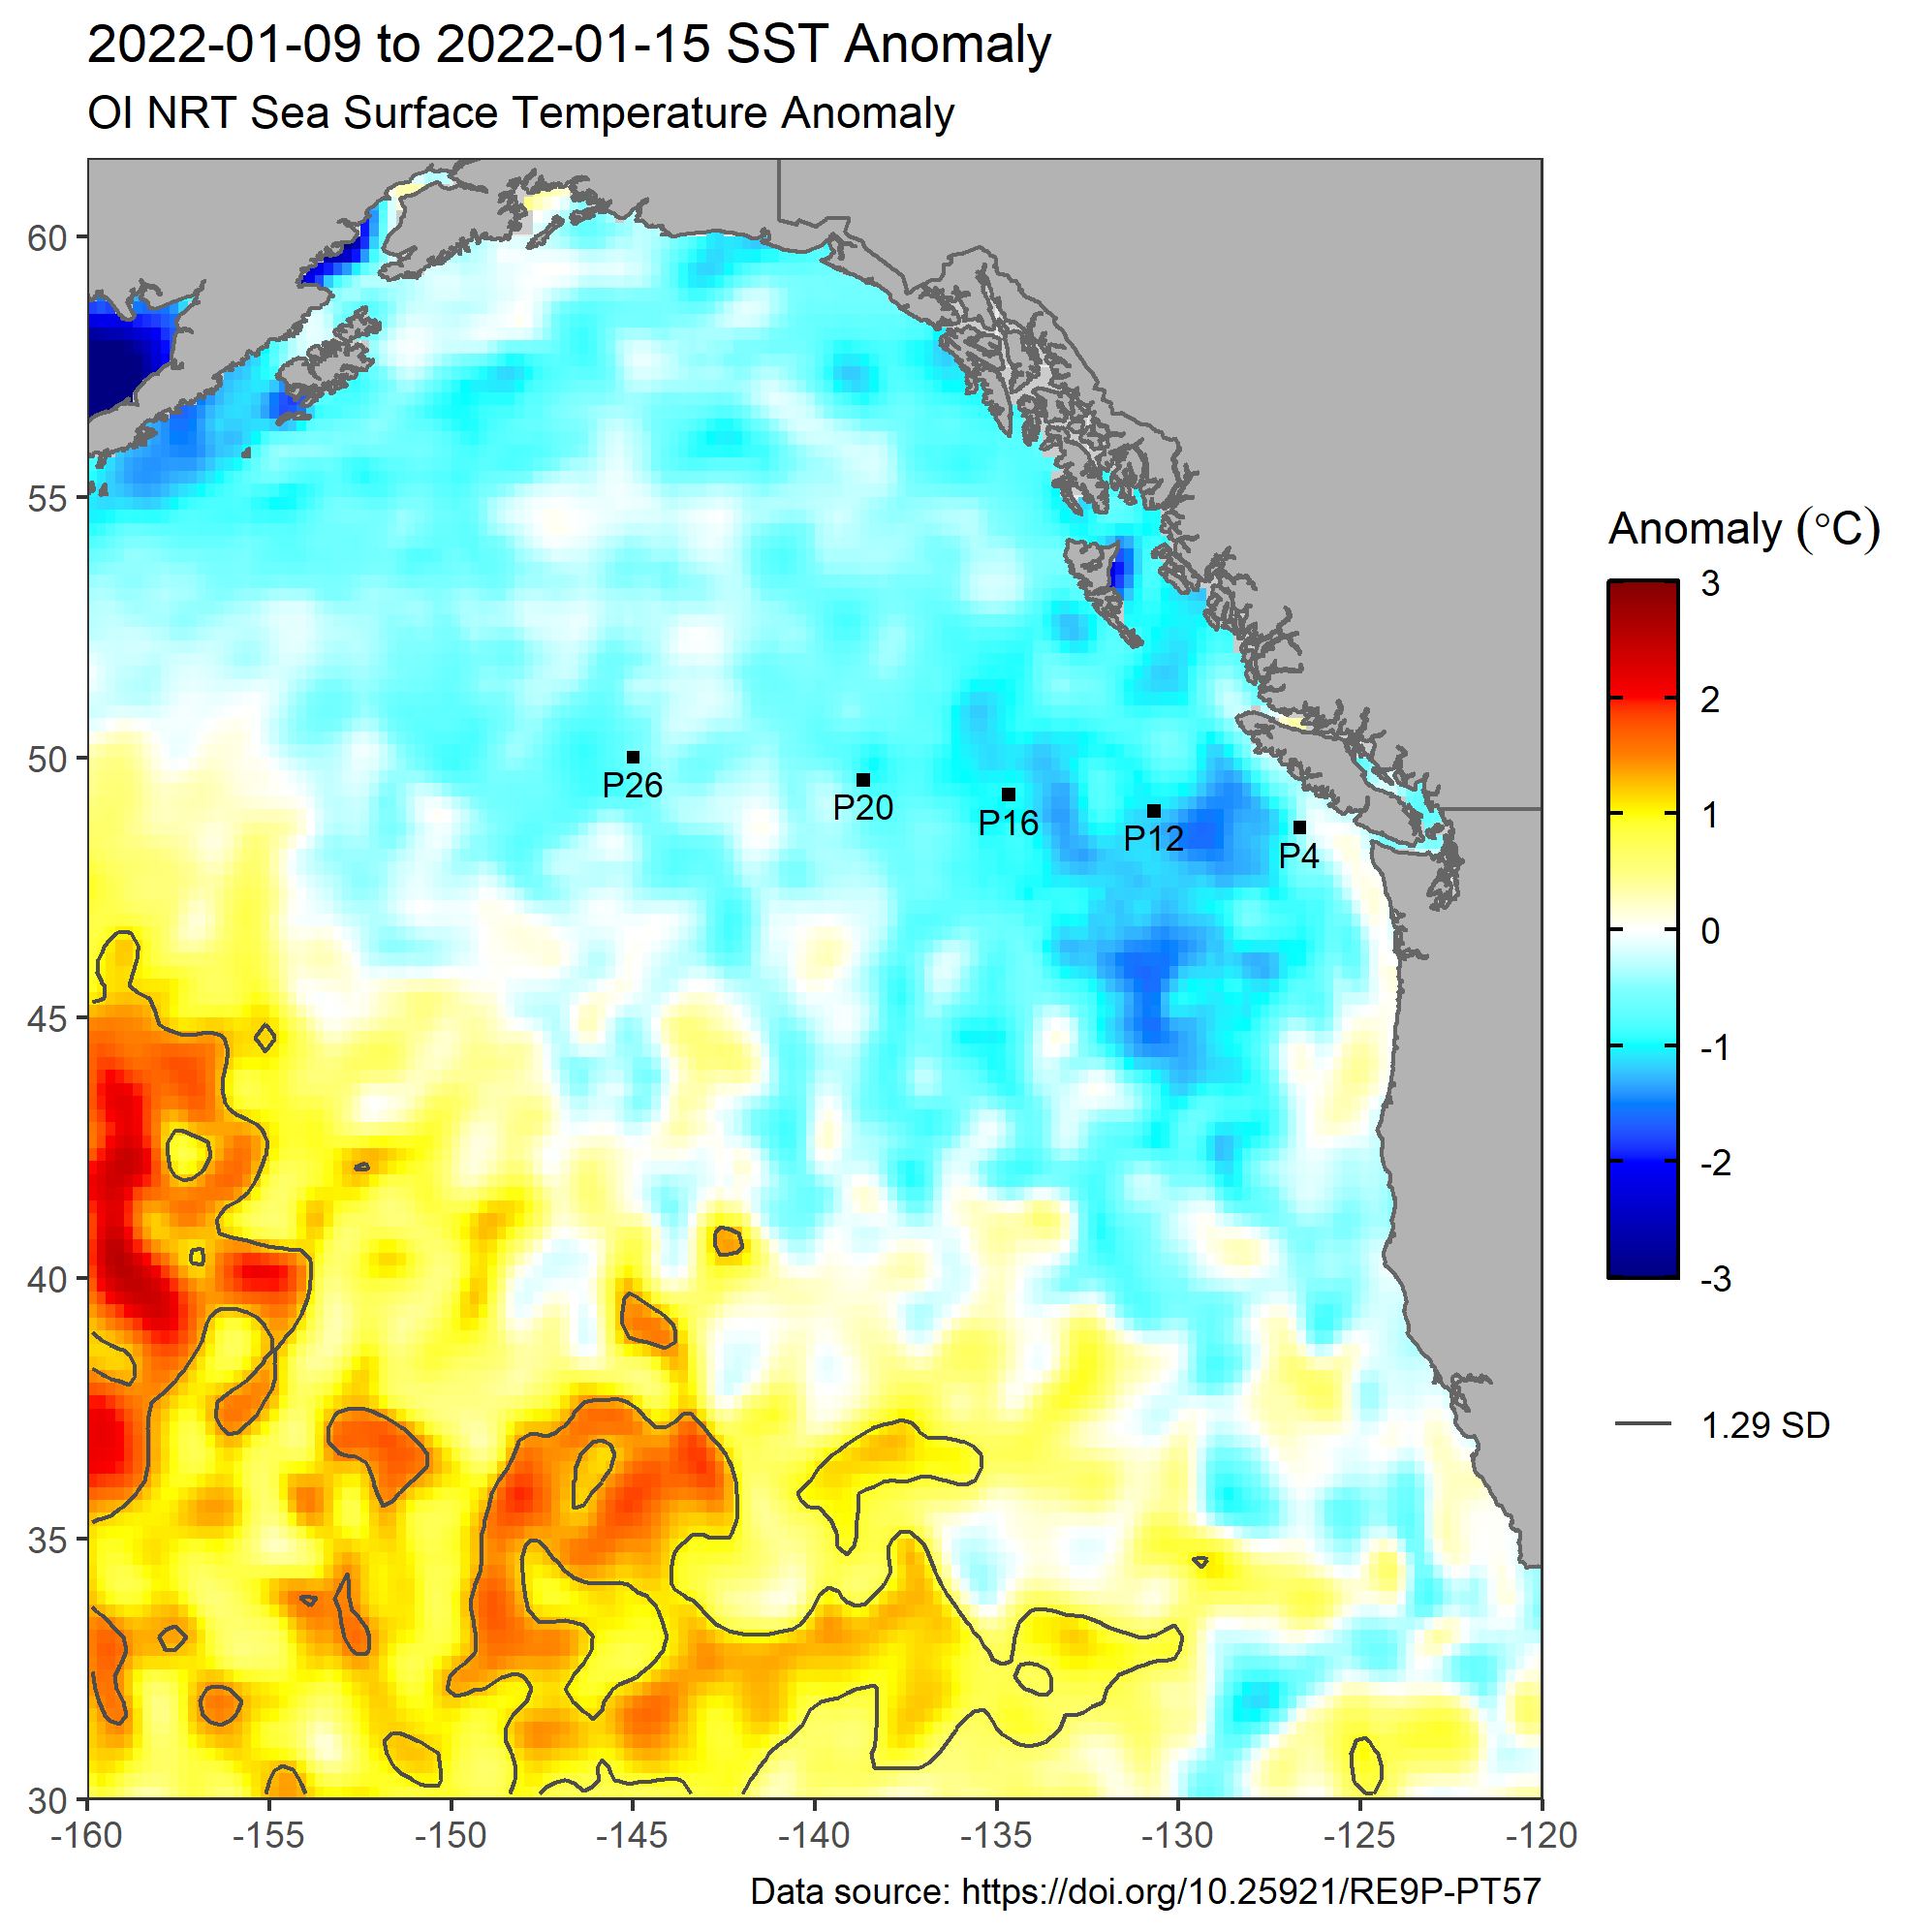 2022-01-09 to 2022-01-15 SST Anomaly
OI NRT Sea Surface Temperature Anomaly
60
55
50
45
40
35
30
-160
-155
-150
-145
-140
-135
-130
-125
-120
P26
P20
P16
P12
P4
Anomaly (°C)
3
2
1
0
-1
-2
-3
1.29 SD
Data source: https://doi.org/10.25921/RE9P-PT57